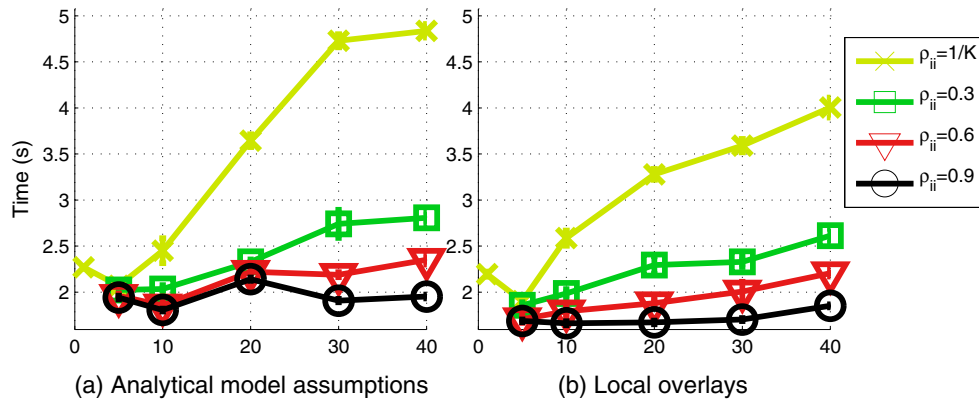 5
4.5
4
3.5
3
2.5
2
Time (s)
0 10 20 30 40
(a) Analytical model assumptions
5
4.5
4
3.5
3
2.5
2
0 10 20 30 40
(b) Local overlays
ρii=1/K
ρii=0.3
ρii=0.6
ρii=0.9